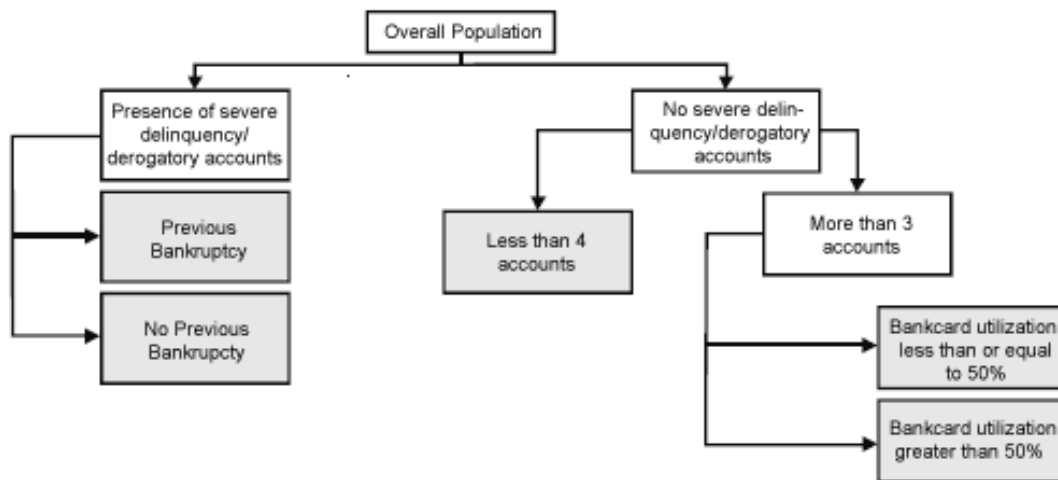 Overall Population
Presence of severe
delinquency/
derogatory accounts
No severe delin-
quency/derogatory
accounts
Previous
Bankruptcy
Less than 4
accounts
More than 3
accounts
No Previous
Bankrupcty
Bankcard utilization
less than or equal
to 50%
Bankcard utilization
greater than 50%